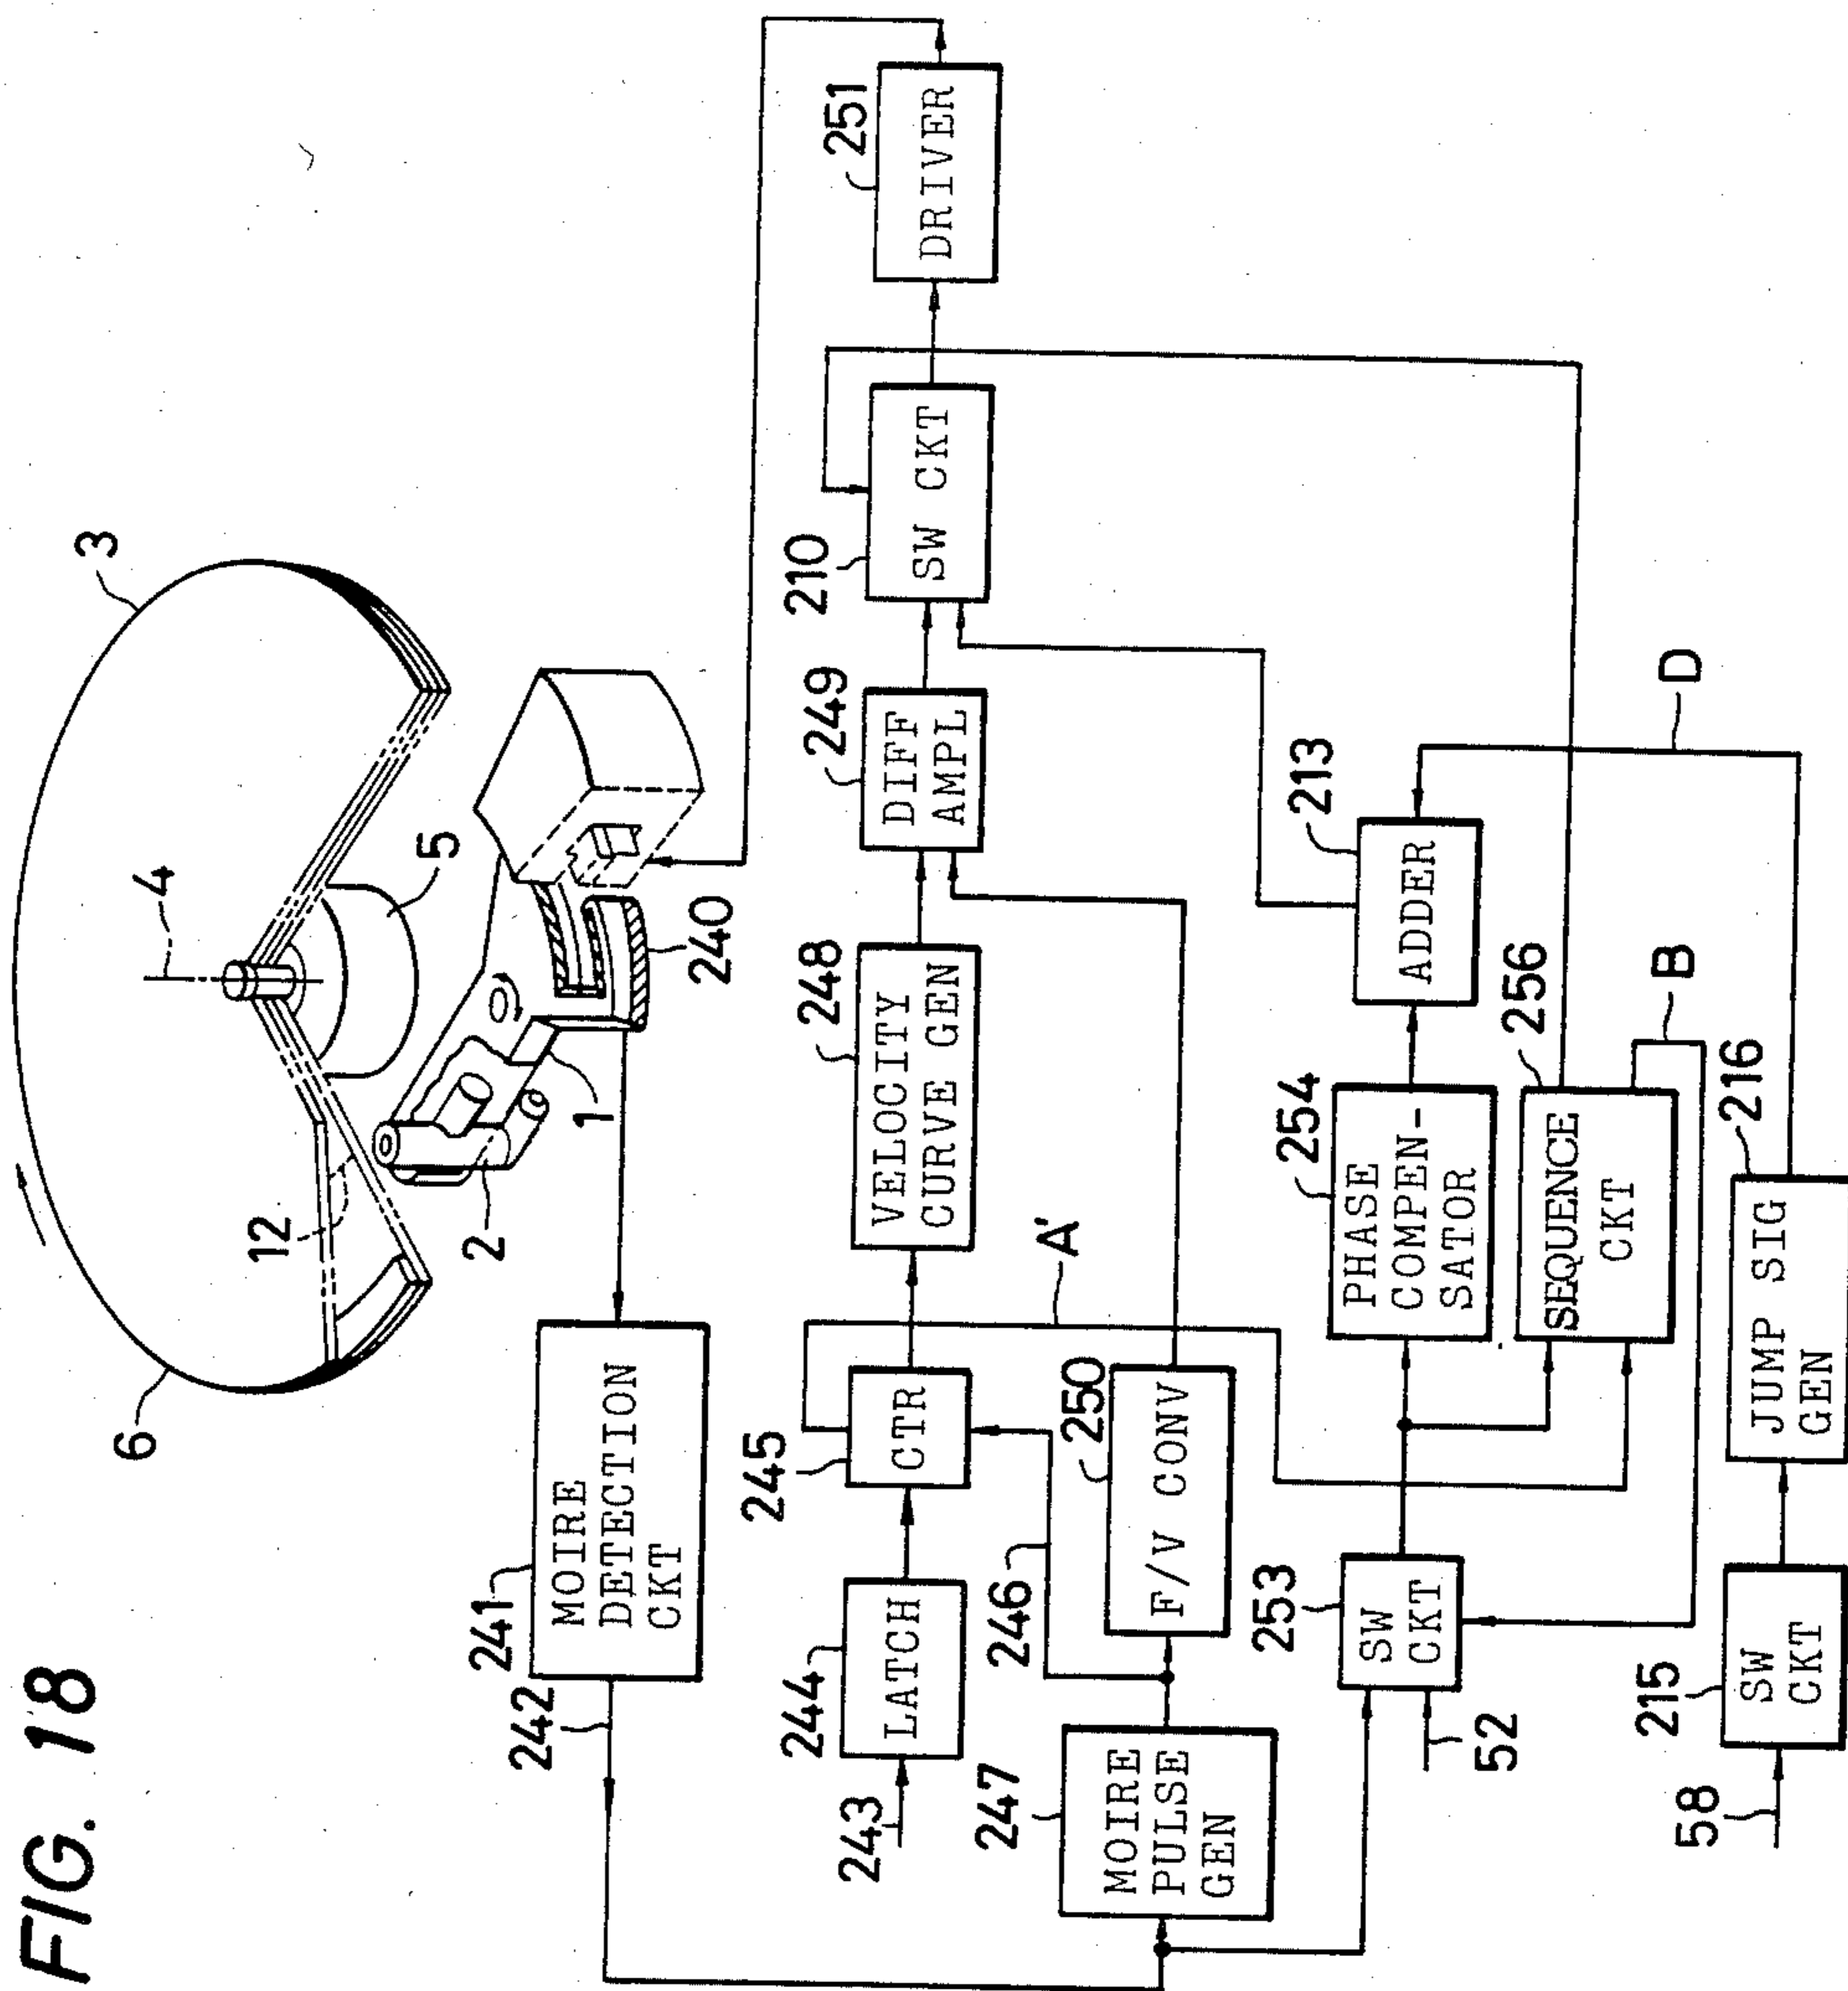 FIG. 18
3
4
5
6
12
2
1
240
241
MOIRE
DETECTION
CKT
242
243
244
LATCH
245
CTR
248
VELOCITY
CURVE GEN
249
DIFF
AMPL
210
SW CKT
251
DRIVER
A'
246
247
MOIRE
PULSE
GEN
250
F/V CONV
253
SW
CKT
52
254
PHASE
COMPEN-
SATOR
213
ADDER
D
256
SEQUENCE
CKT
B
58
215
SW
CKT
216
JUMP SIG
GEN